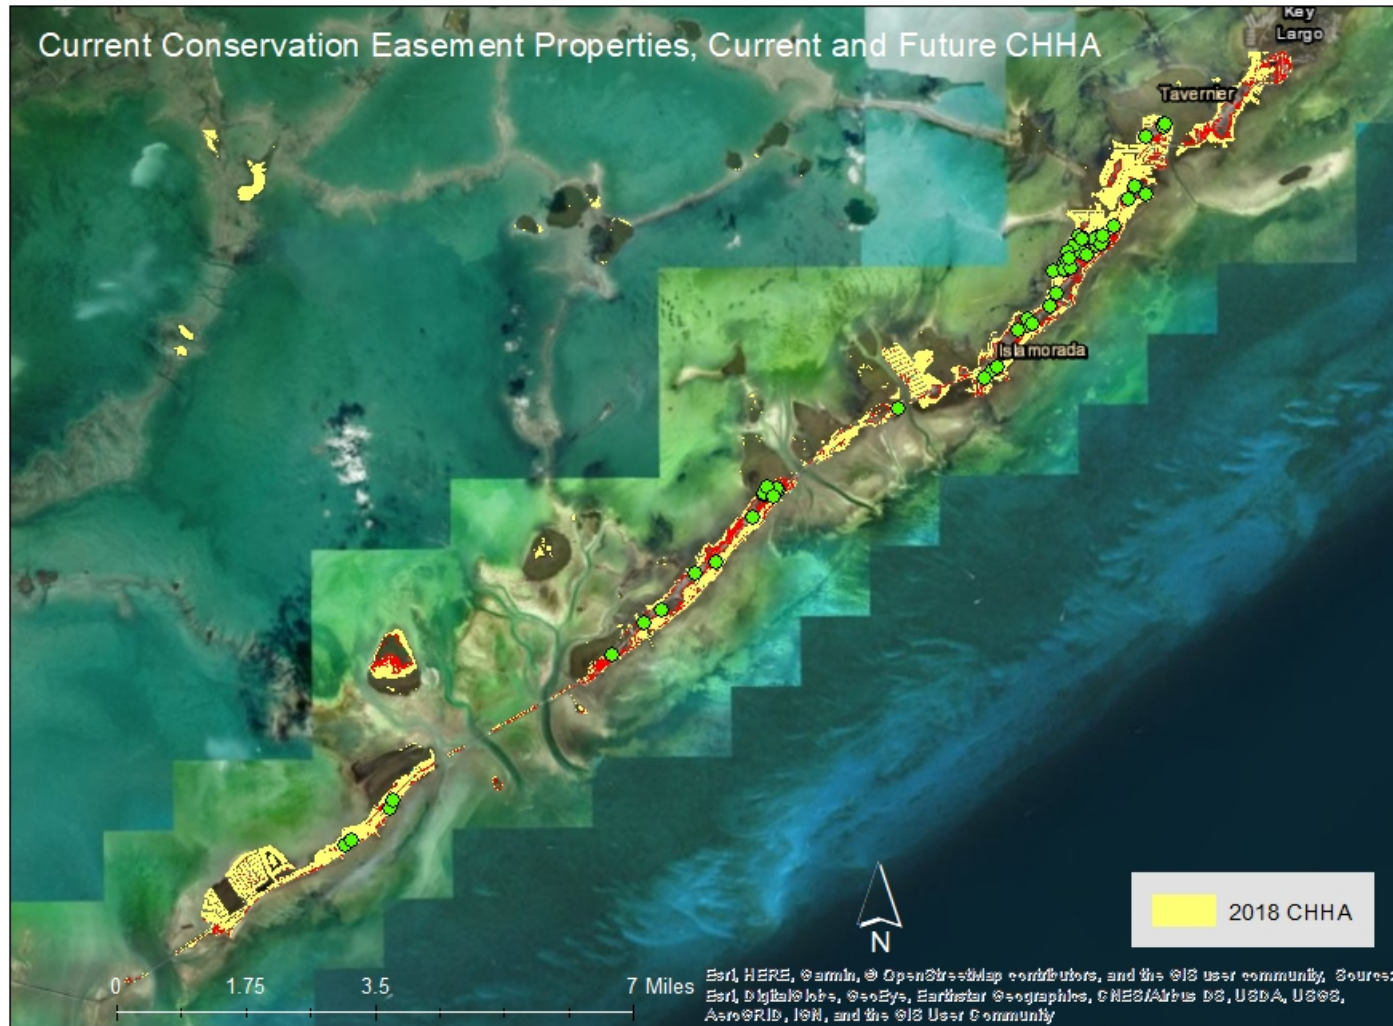 Current Conservation Easement Properties, Current and Future CHHA
Key
Largo
Tavernier
Islamorada
2018 CHHA
N
0 1.75 3.5 7 Miles
Esri, HERE, Garmin, © OpenStreetMap contributors, and the GIS user community, Source:
Esri, DigitalGlobe, GeoEye, Earthstar Geographics, CNES/Airbus DS, USDA, USGS,
AeroGRID, IGN, and the GIS User Community